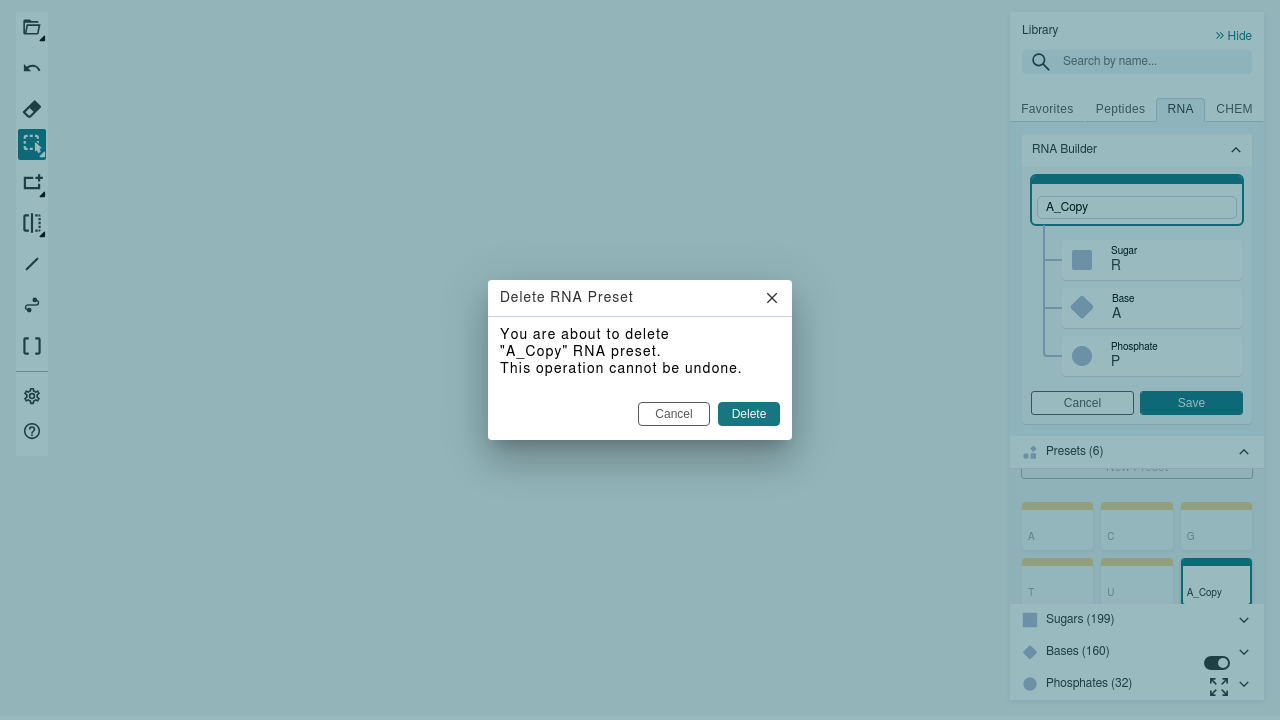 Library
Hide
Search by name...
Favorites Peptides RNA CHEM
RNA Builder
A_Copy
Sugar
R
Base
A
Phosphate
P
Cancel Save
Presets (6)
New Preset
A C G
T U A_Copy
Sugars (199)
Bases (160)
Phosphates (32)
Delete RNA Preset
You are about to delete
"A_Copy" RNA preset.
This operation cannot be undone.
Cancel Delete